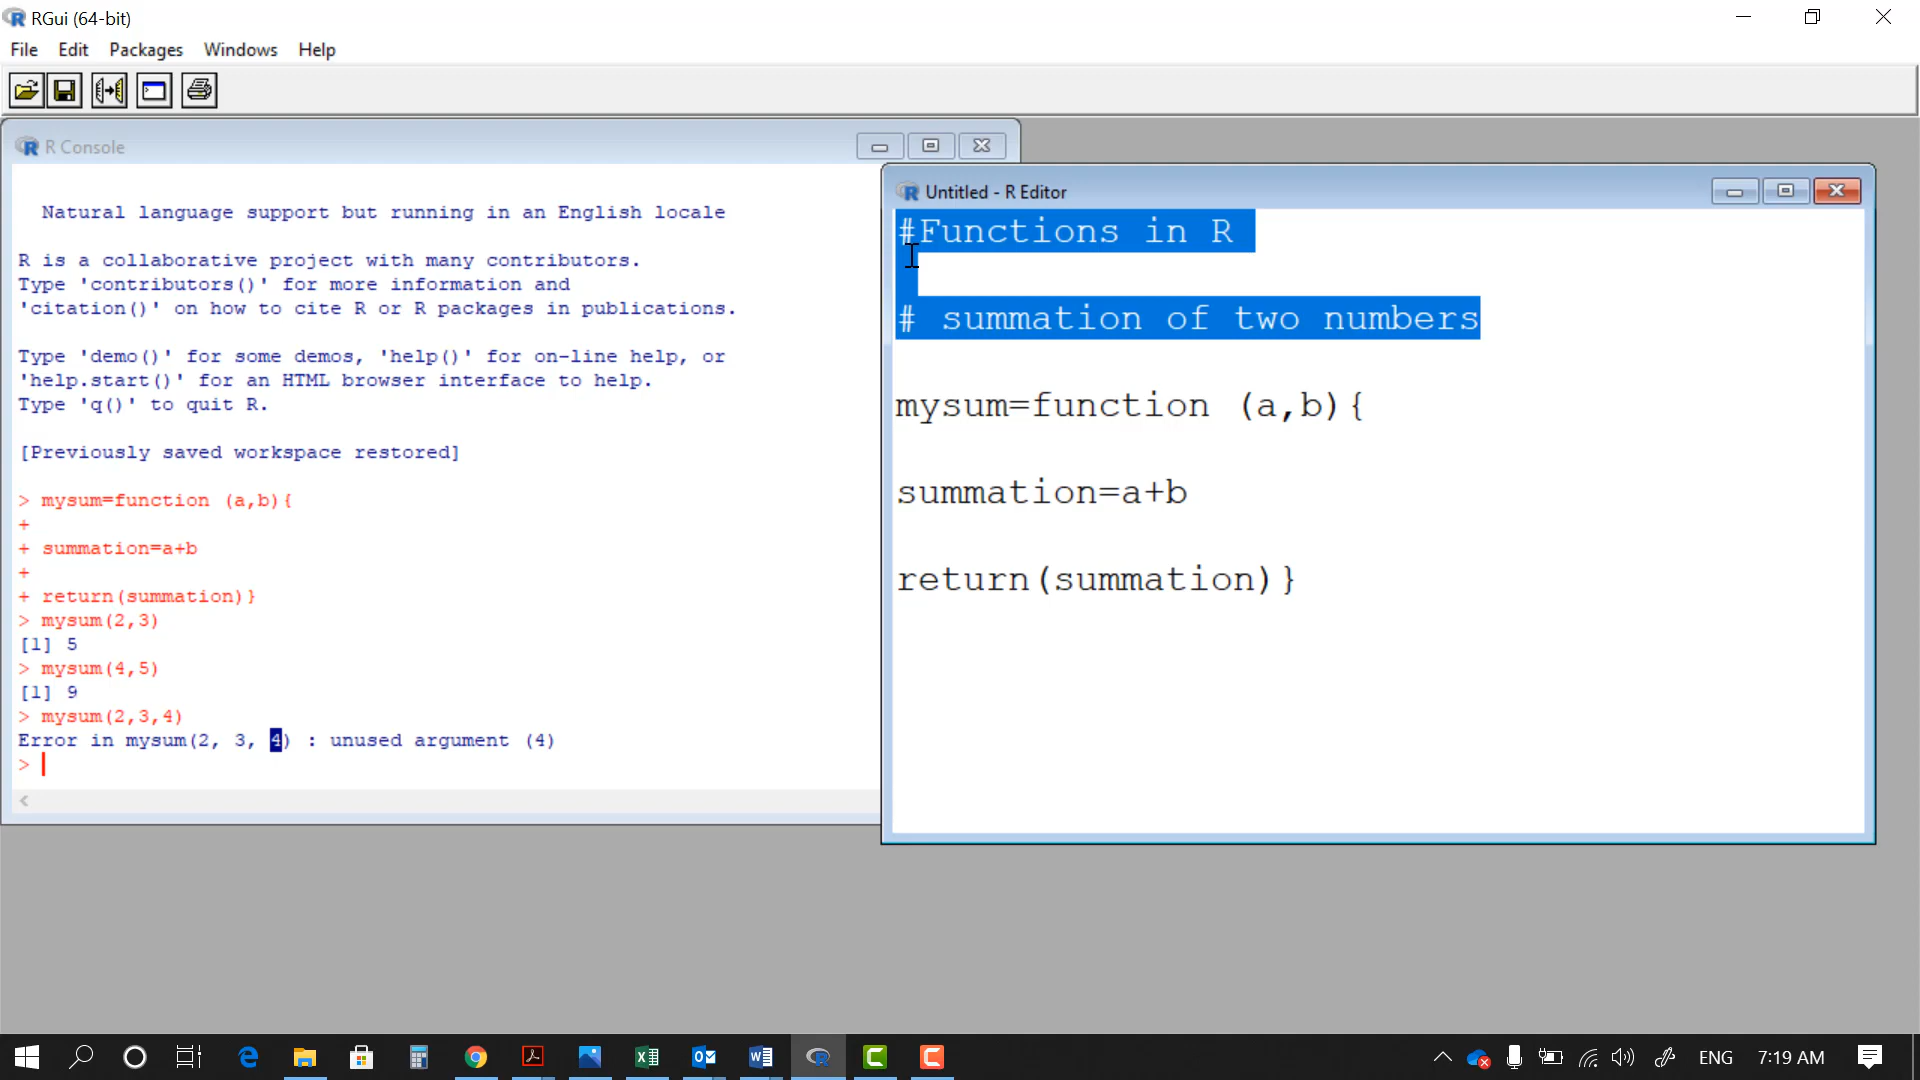 RGui (64-bit)
File Edit Packages Windows Help
R Console
Natural language support but running in an English locale
R is a collaborative project with many contributors.
Type 'contributors()' for more information and
'citation()' on how to cite R or R packages in publications.
Type 'demo()' for some demos, 'help()' for on-line help, or
'help.start()' for an HTML browser interface to help.
Type 'q()' to quit R.
[Previously saved workspace restored]
> mysum=function (a,b){
+
+ summation=a+b
+
+ return(summation)}
> mysum(2,3)
[1] 5
> mysum(4,5)
[1] 9
> mysum(2,3,4)
Error in mysum(2, 3, 4) : unused argument (4)
>
Untitled - R Editor
#Functions in R
# summation of two numbers
mysum=function (a,b){
summation=a+b
return(summation)}
ENG 7:19 AM